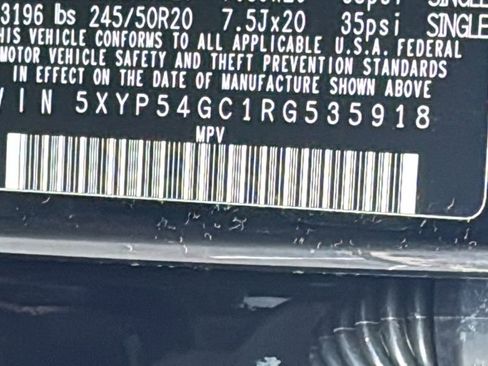 3196 lbs 245/50R20 7.5Jx20 35psi SINGLE
THIS VEHICLE CONFORMS TO ALL APPLICABLE U.S.A. FEDERAL
MOTOR VEHICLE SAFETY AND THEFT PREVENTION STANDARDS
IN EFFECT ON THE DATE OF MANUFACTURE SHOWN ABOVE
VIN 5XYP54GC1RG535918
MPV